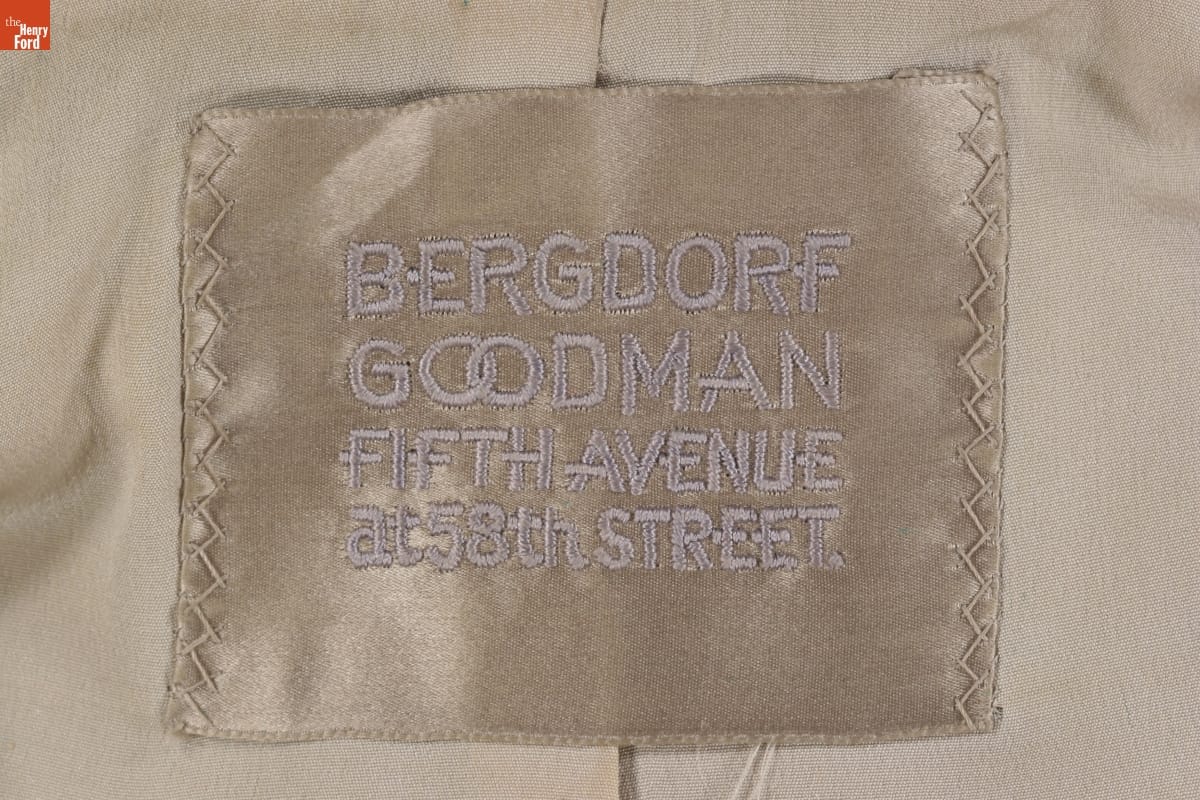 the
Henry
Ford
BERGDORF
GOODMAN
FIFTH AVENUE
at 58th STREET.